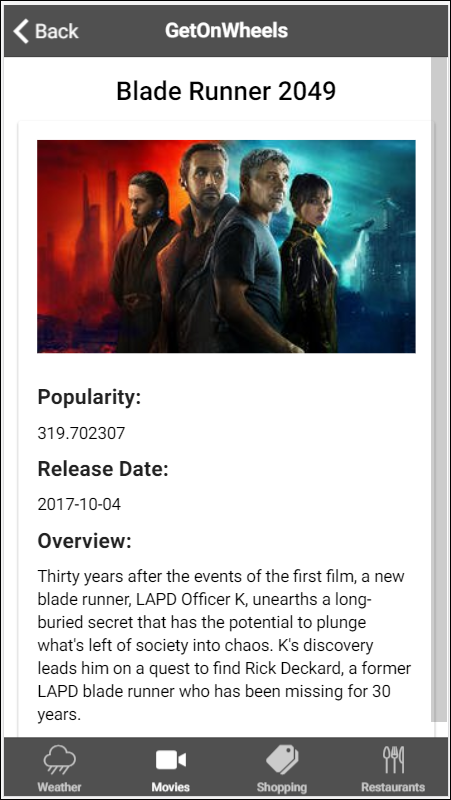 Back
GetOnWheels
Blade Runner 2049
Popularity:
319.702307
Release Date:
2017-10-04
Overview:
Thirty years after the events of the first film, a new
blade runner, LAPD Officer K, unearths a long-
buried secret that has the potential to plunge
what's left of society into chaos. K's discovery
leads him on a quest to find Rick Deckard, a former
LAPD blade runner who has been missing for 30
years.
Weather
Movies
Shopping
Restaurants